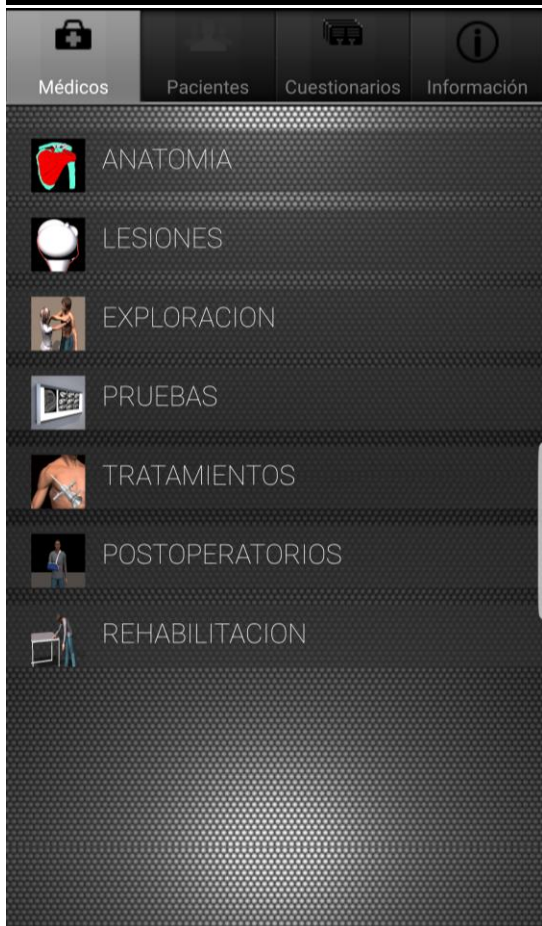 Médicos Pacientes Cuestionarios Información
ANATOMIA
LESIONES
EXPLORACION
PRUEBAS
TRATAMIENTOS
POSTOPERATORIOS
REHABILITACION